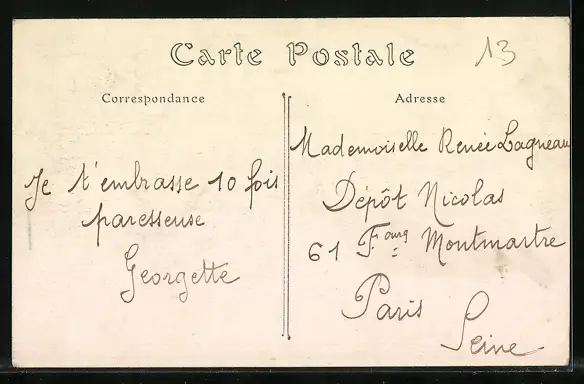 Carte Postale
13
Correspondance
Je t'embrasse 10 fois
paresseuse
Georgette
Adresse
Mademoiselle Renée Lagneau
Dépôt Nicolas
61 F. ourg Montmartre
Paris
Seine